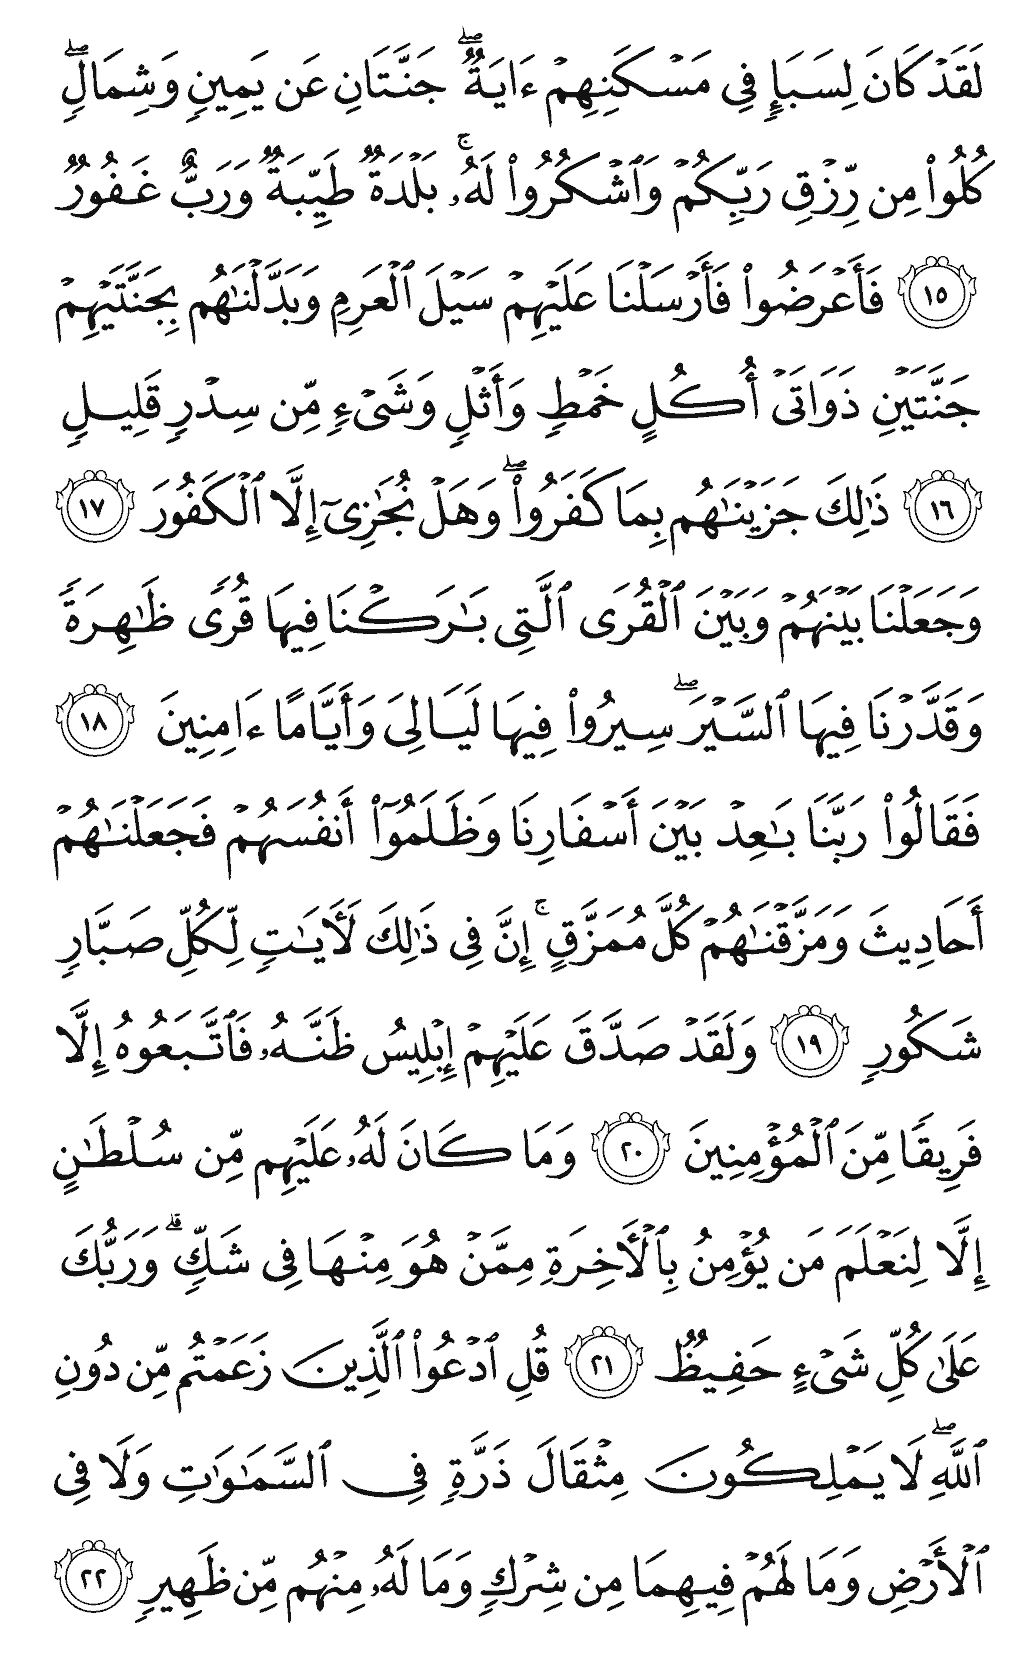 لَقَدۡ كَانَ لِسَبَإٖ فِي مَسۡكَنِهِمۡ ءَايَةٞۖ جَنَّتَانِ عَن يَمِينٖ وَشِمَالٖۖ
كُلُواْ مِن رِّزۡقِ رَبِّكُمۡ وَٱشۡكُرُواْ لَهُۥۚ بَلۡدَةٞ طَيِّبَةٞ وَرَبٌّ غَفُورٞ
١٥ فَأَعۡرَضُواْ فَأَرۡسَلۡنَا عَلَيۡهِمۡ سَيۡلَ ٱلۡعَرِمِ وَبَدَّلۡنَٰهُم بِجَنَّتَيۡهِمۡ
جَنَّتَيۡنِ ذَوَاتَيۡ أُكُلٍ خَمۡطٖ وَأَثۡلٖ وَشَيۡءٖ مِّن سِدۡرٖ قَلِيلٖ
١٦ ذَٰلِكَ جَزَيۡنَٰهُم بِمَا كَفَرُواْۖ وَهَلۡ نُجَٰزِيٓ إِلَّا ٱلۡكَفُورَ ١٧
وَجَعَلۡنَا بَيۡنَهُمۡ وَبَيۡنَ ٱلۡقُرَى ٱلَّتِي بَٰرَكۡنَا فِيهَا قُرٗى ظَٰهِرَةٗ
وَقَدَّرۡنَا فِيهَا ٱلسَّيۡرَۖ سِيرُواْ فِيهَا لَيَالِيَ وَأَيَّامًا ءَامِنِينَ ١٨
فَقَالُواْ رَبَّنَا بَٰعِدۡ بَيۡنَ أَسۡفَارِنَا وَظَلَمُوٓاْ أَنفُسَهُمۡ فَجَعَلۡنَٰهُمۡ
أَحَادِيثَ وَمَزَّقۡنَٰهُمۡ كُلَّ مُمَزَّقٍۚ إِنَّ فِي ذَٰلِكَ لَأٓيَٰتٖ لِّكُلِّ صَبَّارٖ
شَكُورٖ ١٩ وَلَقَدۡ صَدَّقَ عَلَيۡهِمۡ إِبۡلِيسُ ظَنَّهُۥ فَٱتَّبَعُوهُ إِلَّا
فَرِيقٗا مِّنَ ٱلۡمُؤۡمِنِينَ ٢٠ وَمَا كَانَ لَهُۥ عَلَيۡهِم مِّن سُلۡطَٰنٍ
إِلَّا لِنَعۡلَمَ مَن يُؤۡمِنُ بِٱلۡأٓخِرَةِ مِمَّنۡ هُوَ مِنۡهَا فِي شَكّٖۗ وَرَبُّكَ
عَلَىٰ كُلِّ شَيۡءٍ حَفِيظٞ ٢١ قُلِ ٱدۡعُواْ ٱلَّذِينَ زَعَمۡتُم مِّن دُونِ
ٱللَّهِۖ لَا يَمۡلِكُونَ مِثۡقَالَ ذَرَّةٖ فِي ٱلسَّمَٰوَٰتِ وَلَا فِي
ٱلۡأَرۡضِ وَمَا لَهُمۡ فِيهِمَا مِن شِرۡكٖ وَمَا لَهُۥ مِنۡهُم مِّن ظَهِيرٖ ٢٢